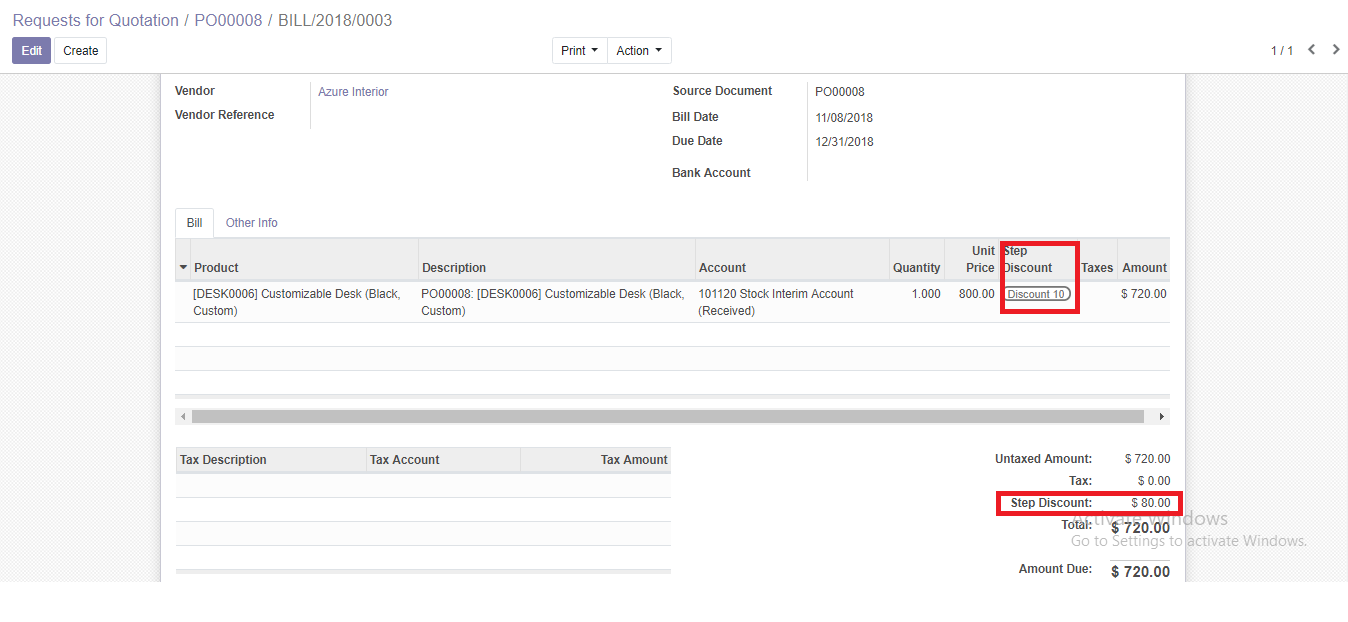 Requests for Quotation / PO00008 / BILL/2018/0003
Edit Create Print Action 1 / 1
Vendor Azure Interior Source Document PO00008
Vendor Reference Bill Date 11/08/2018
Due Date 12/31/2018
Bank Account
Bill Other Info
Product Description Account Quantity Unit Price Step Discount Taxes Amount
[DESK0006] Customizable Desk (Black, PO00008: [DESK0006] Customizable Desk (Black, 101120 Stock Interim Account 1.000 800.00 Discount 10 $ 720.00
Custom) Custom) (Received)
Tax Description Tax Account Tax Amount
Untaxed Amount: $ 720.00
Tax: $ 0.00
Step Discount: $ 80.00
Total: $ 720.00
Activate Windows
Go to Settings to activate Windows.
Amount Due: $ 720.00